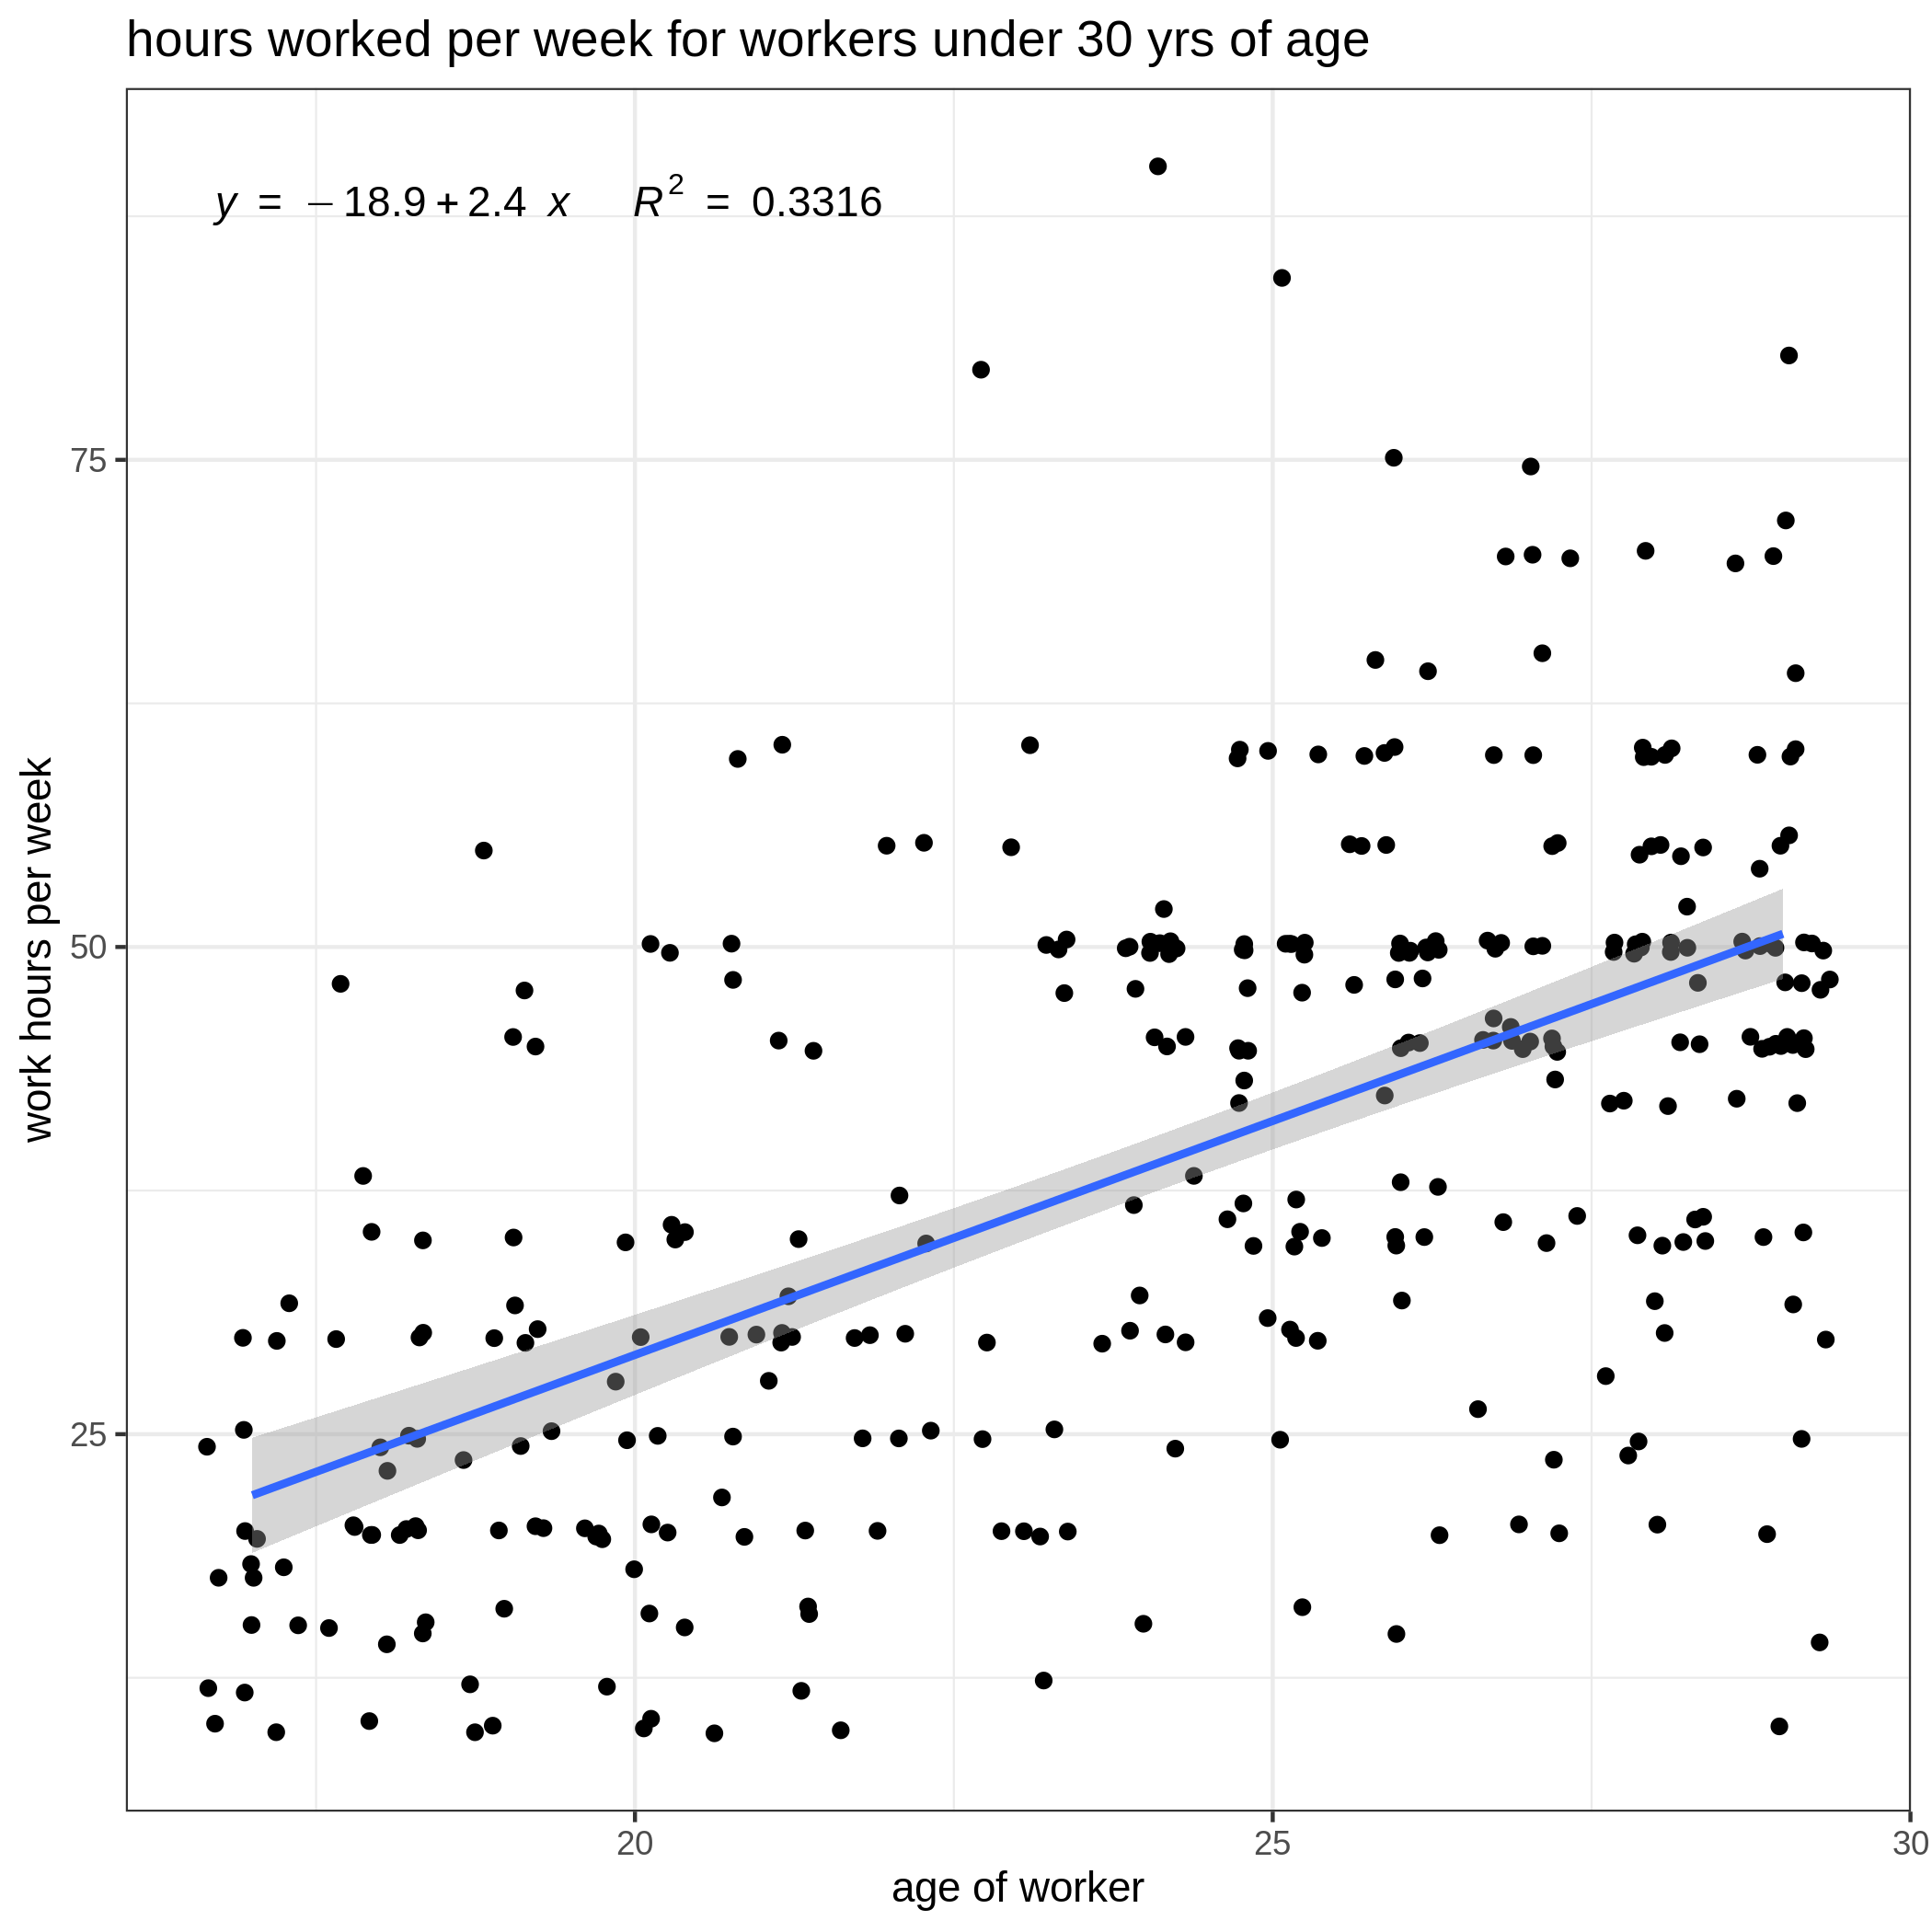 hours worked per week for workers under 30 yrs of age
y = −18.9+2.4 x R² = 0.3316
75
50
25
work hours per week
20 25 30
age of worker